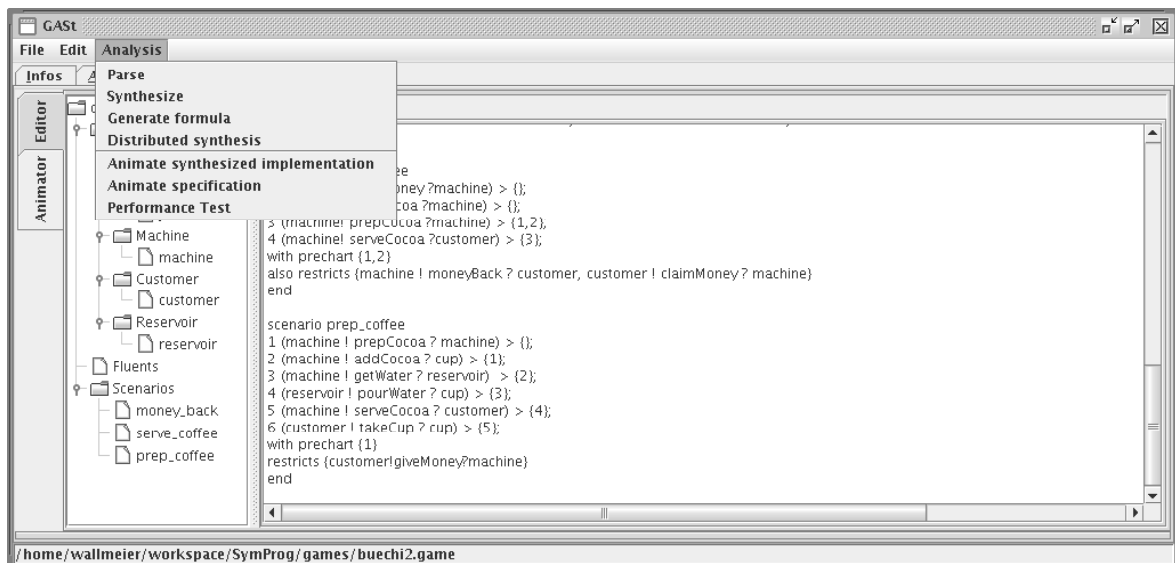 GASt
File Edit Analysis
Infos
Parse
Synthesize
Generate formula
Distributed synthesis
Animate synthesized implementation
Animate specification
Performance Test
Editor
Animator
Machine
machine
Customer
customer
Reservoir
reservoir
Fluents
Scenarios
money_back
serve_coffee
prep_coffee
?machine) > {};
?machine) > {};
3 (machine! prepCocoa ?machine) > {1,2};
4 (machine! serveCocoa ?customer) > {3};
with prechart {1,2}
also restricts {machine ! moneyBack ? customer, customer ! claimMoney ? machine}
end
scenario prep_coffee
1 (machine ! prepCocoa ? machine) > {};
2 (machine ! addCocoa ? cup) > {1};
3 (machine ! getWater ? reservoir) > {2};
4 (reservoir ! pourWater ? cup) > {3};
5 (machine ! serveCocoa ? customer) > {4};
6 (customer ! takeCup ? cup) > {5};
with prechart {1}
restricts {customer!giveMoney?machine}
end
/home/wallmeier/workspace/SymProg/games/buechi2.game